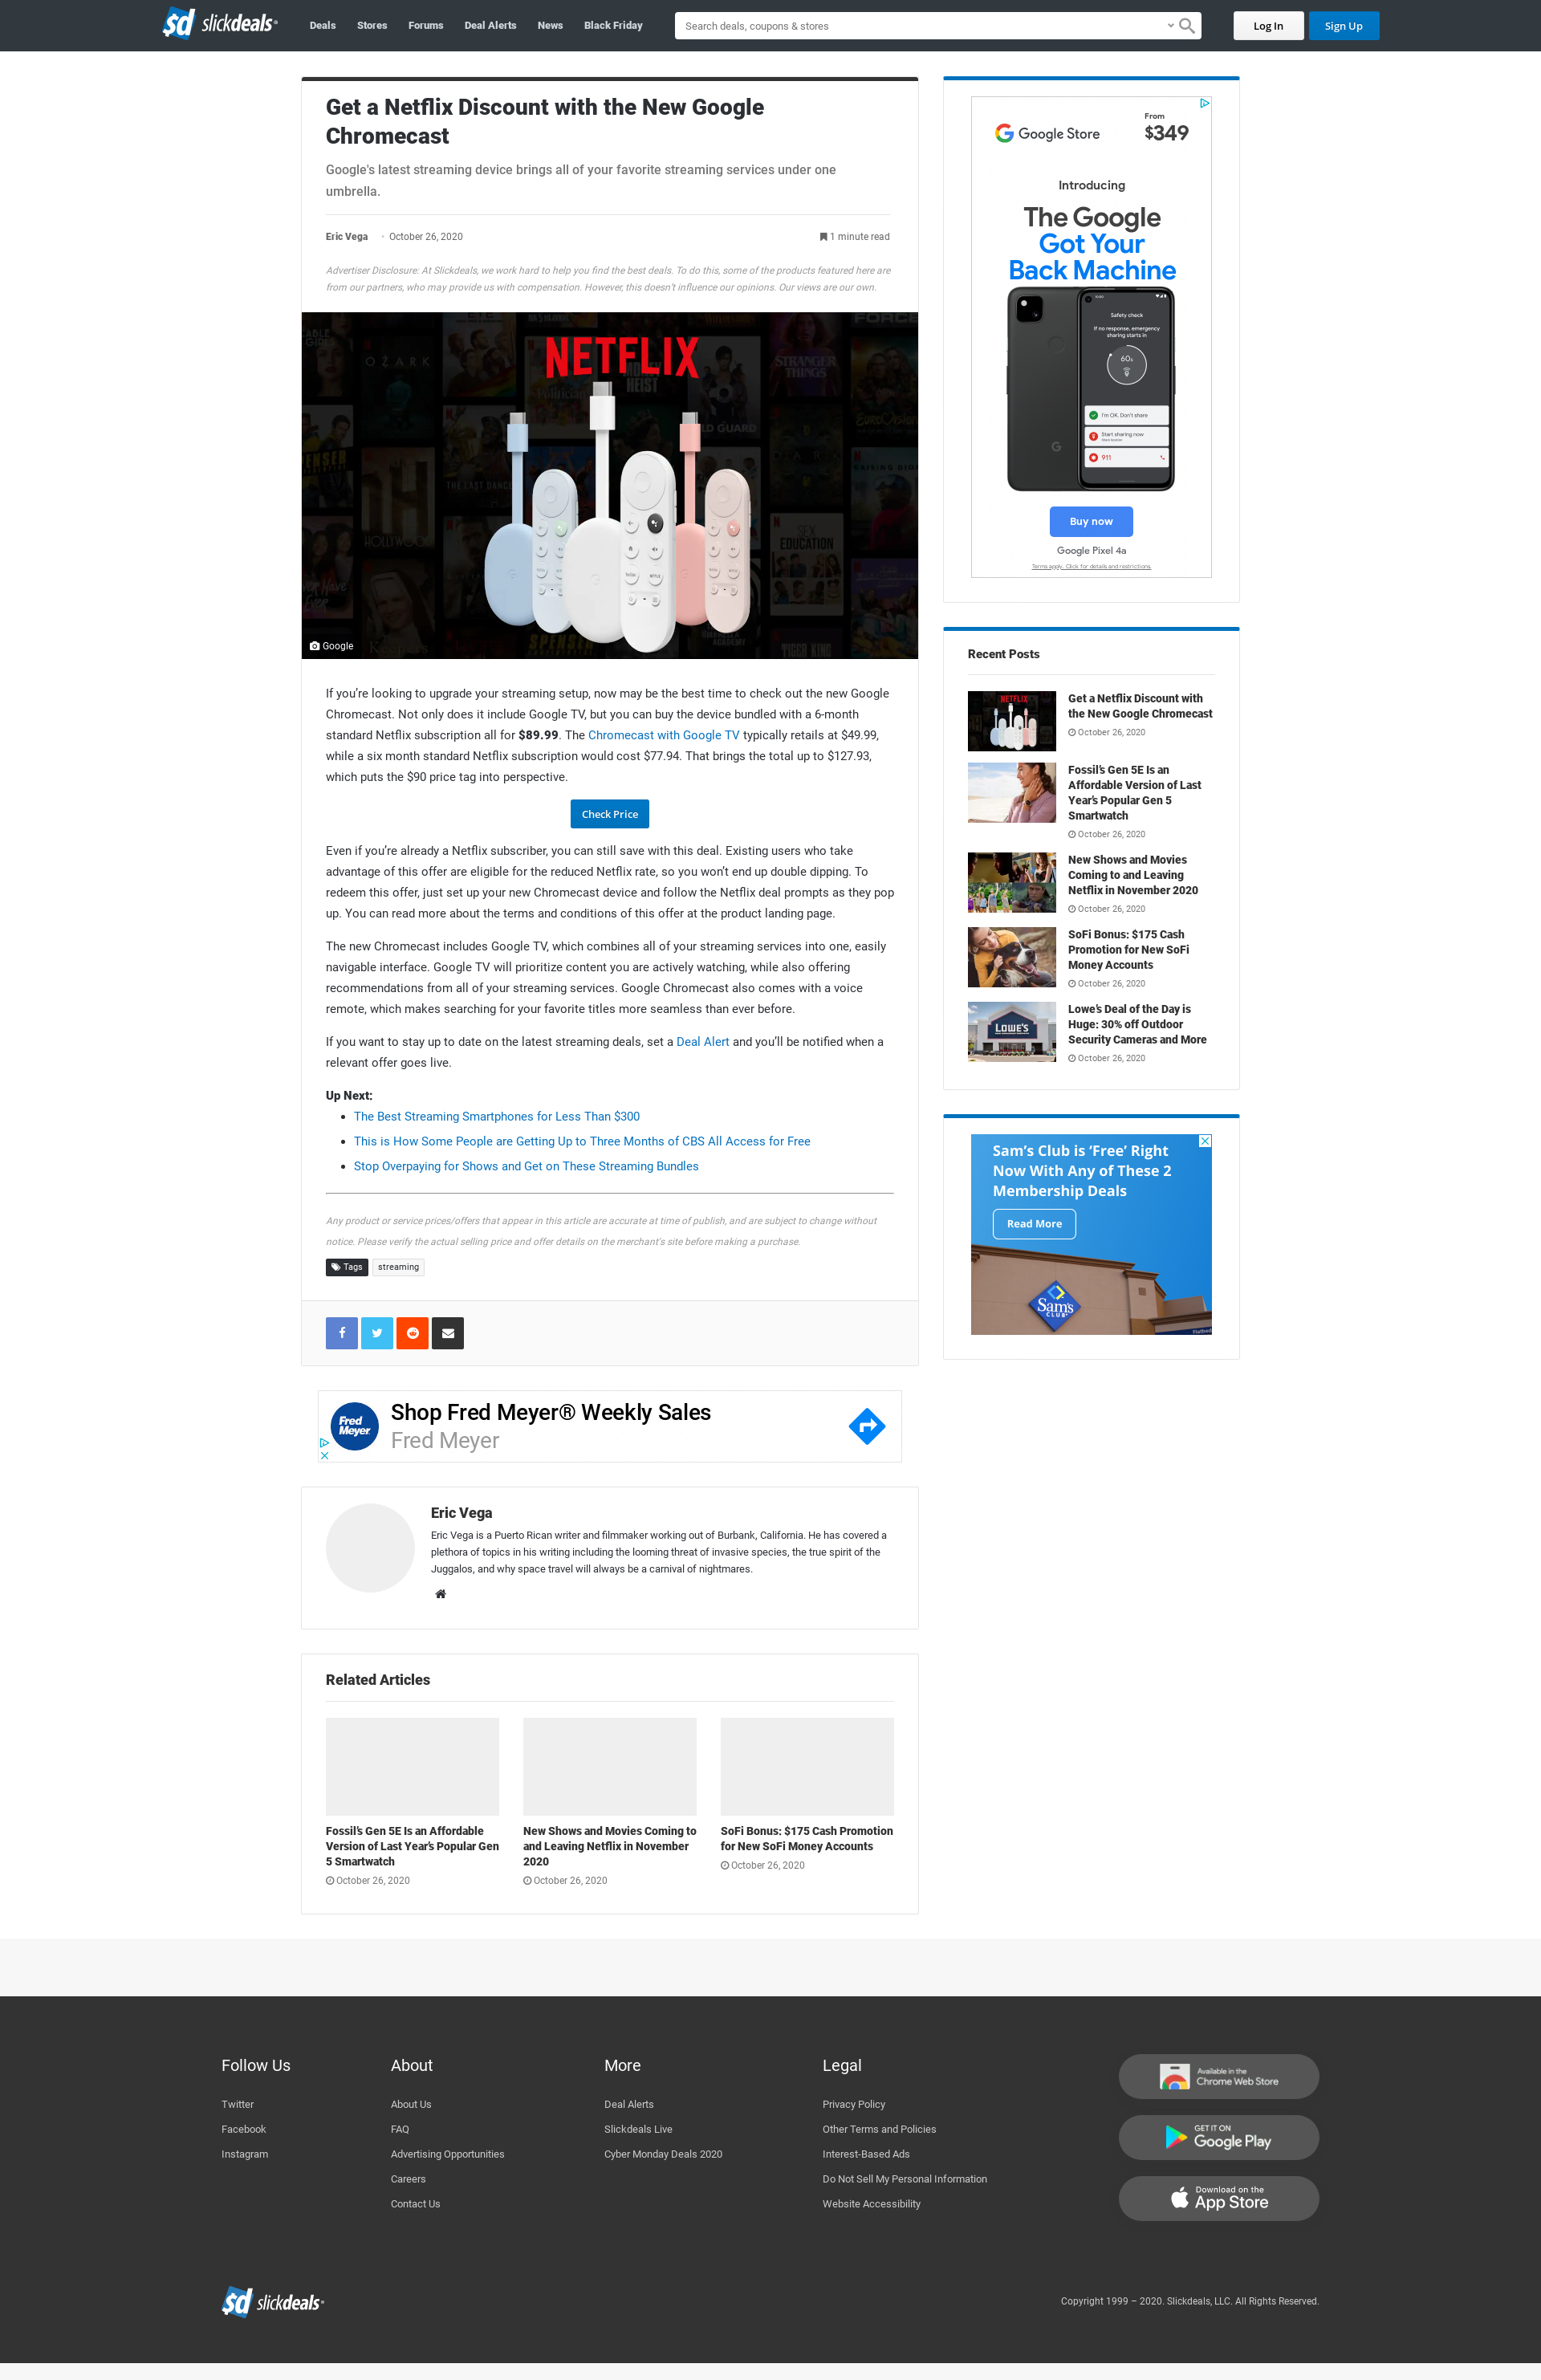 sd slickdeals
Deals
Stores
Forums
Deal Alerts
News
Black Friday
Search deals, coupons & stores
Log In
Sign Up
Get a Netflix Discount with the New Google
Chromecast
Google's latest streaming device brings all of your favorite streaming services under one
umbrella.
Eric Vega · October 26, 2020
1 minute read
Advertiser Disclosure: At Slickdeals, we work hard to help you find the best deals. To do this, some of the products featured here are
from our partners, who may provide us with compensation. However, this doesn't influence our opinions. Our views are our own.
NETFLIX
OZARK
MONEY
HEIST
STRANGER
THINGS
FORCE
HOLLYWOOD
LAST DANCE
SEX
EDUCATION
SPENSER
TIGER KING
Google
If you’re looking to upgrade your streaming setup, now may be the best time to check out the new Google
Chromecast. Not only does it include Google TV, but you can buy the device bundled with a 6-month
standard Netflix subscription all for $89.99. The Chromecast with Google TV typically retails at $49.99,
while a six month standard Netflix subscription would cost $77.94. That brings the total up to $127.93,
which puts the $90 price tag into perspective.
Check Price
Even if you’re already a Netflix subscriber, you can still save with this deal. Existing users who take
advantage of this offer are eligible for the reduced Netflix rate, so you won’t end up double dipping. To
redeem this offer, just set up your new Chromecast device and follow the Netflix deal prompts as they pop
up. You can read more about the terms and conditions of this offer at the product landing page.
The new Chromecast includes Google TV, which combines all of your streaming services into one, easily
navigable interface. Google TV will prioritize content you are actively watching, while also offering
recommendations from all of your streaming services. Google Chromecast also comes with a voice
remote, which makes searching for your favorite titles more seamless than ever before.
If you want to stay up to date on the latest streaming deals, set a Deal Alert and you’ll be notified when a
relevant offer goes live.
Up Next:
The Best Streaming Smartphones for Less Than $300
This is How Some People are Getting Up to Three Months of CBS All Access for Free
Stop Overpaying for Shows and Get on These Streaming Bundles
Any product or service prices/offers that appear in this article are accurate at time of publish, and are subject to change without
notice. Please verify the actual selling price and offer details on the merchant's site before making a purchase.
Tags
streaming
Fred
Meyer
Shop Fred Meyer® Weekly Sales
Fred Meyer
Eric Vega
Eric Vega is a Puerto Rican writer and filmmaker working out of Burbank, California. He has covered a
plethora of topics in his writing including the looming threat of invasive species, the true spirit of the
Juggalos, and why space travel will always be a carnival of nightmares.
Related Articles
Fossil’s Gen 5E Is an Affordable
Version of Last Year’s Popular Gen
5 Smartwatch
October 26, 2020
New Shows and Movies Coming to
and Leaving Netflix in November
2020
October 26, 2020
SoFi Bonus: $175 Cash Promotion
for New SoFi Money Accounts
October 26, 2020
Google Store
From
$349
Introducing
The Google
Got Your
Back Machine
Safety check
If no response, emergency
sharing starts in
60s
I'm OK. Don't share
Start sharing now
911
Buy now
Google Pixel 4a
Terms apply. Click for details and restrictions.
Recent Posts
NETFLIX
Get a Netflix Discount with
the New Google Chromecast
October 26, 2020
Fossil’s Gen 5E Is an
Affordable Version of Last
Year’s Popular Gen 5
Smartwatch
October 26, 2020
New Shows and Movies
Coming to and Leaving
Netflix in November 2020
October 26, 2020
SoFi Bonus: $175 Cash
Promotion for New SoFi
Money Accounts
October 26, 2020
LOWE'S
Lowe’s Deal of the Day is
Huge: 30% off Outdoor
Security Cameras and More
October 26, 2020
Sam’s Club is ‘Free’ Right
Now With Any of These 2
Membership Deals
Read More
Sam's
CLUB
Follow Us
Twitter
Facebook
Instagram
About
About Us
FAQ
Advertising Opportunities
Careers
Contact Us
More
Deal Alerts
Slickdeals Live
Cyber Monday Deals 2020
Legal
Privacy Policy
Other Terms and Policies
Interest-Based Ads
Do Not Sell My Personal Information
Website Accessibility
Available in the
Chrome Web Store
GET IT ON
Google Play
Download on the
App Store
sd slickdeals
Copyright 1999 – 2020. Slickdeals, LLC. All Rights Reserved.